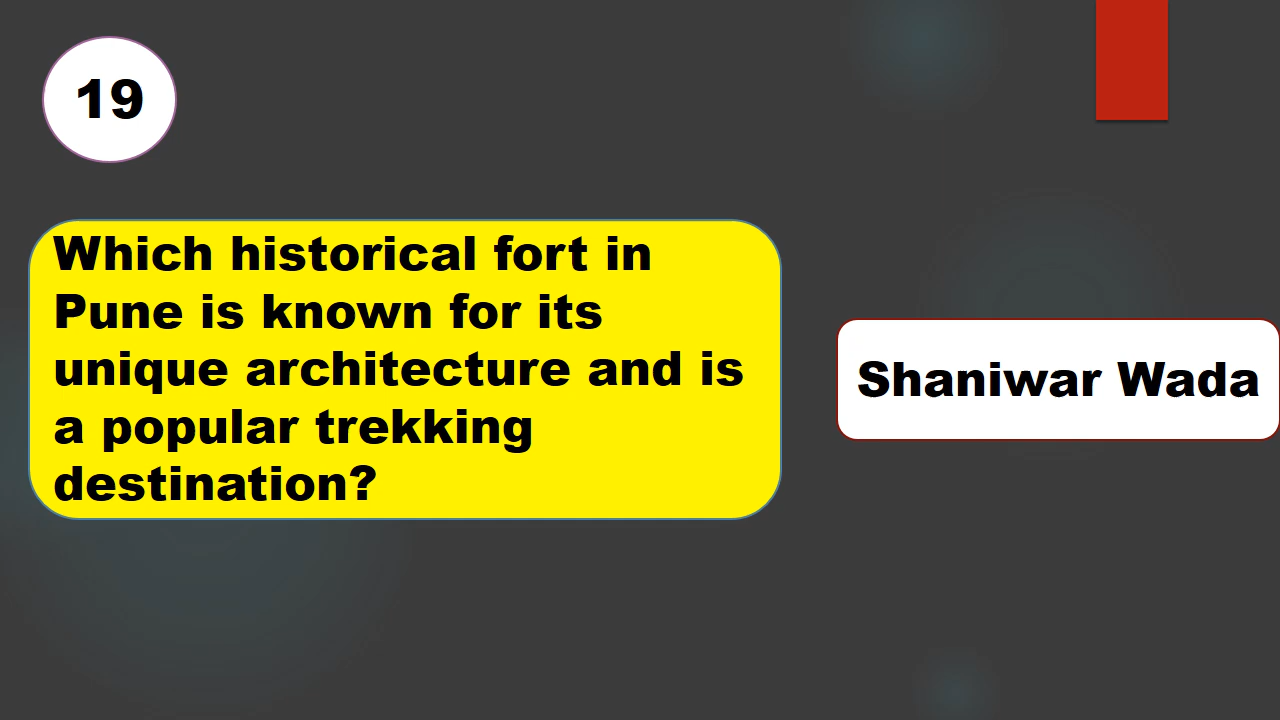 19
Which historical fort in
Pune is known for its
unique architecture and is
a popular trekking
destination?
Shaniwar Wada